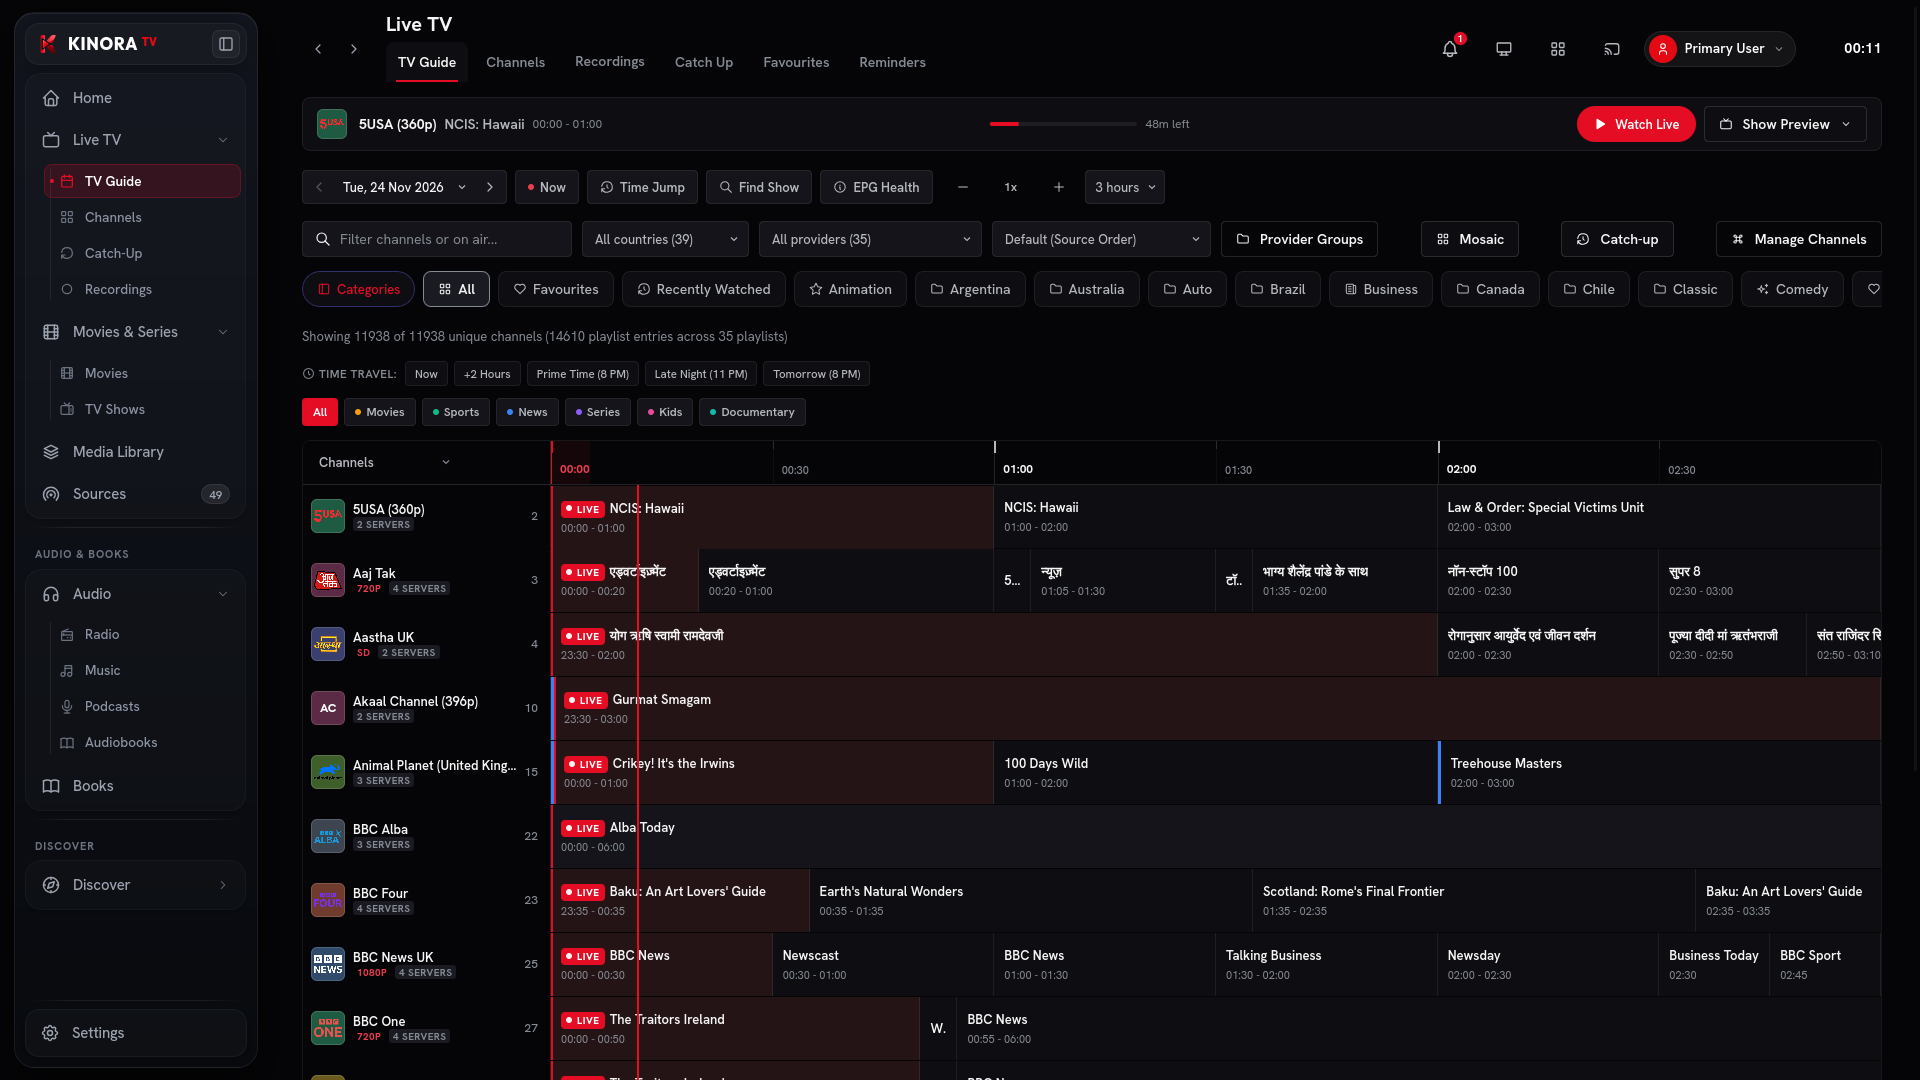 KINORA TV
Home
Live TV
TV Guide
Channels
Catch-Up
Recordings
Movies & Series
Movies
TV Shows
Media Library
Sources 49
AUDIO & BOOKS
Audio
Radio
Music
Podcasts
Audiobooks
Books
DISCOVER
Discover
Settings
Live TV
TV Guide Channels Recordings Catch Up Favourites Reminders
1
Primary User
00:11
5USA
5USA (360p) NCIS: Hawaii 00:00 - 01:00
48m left
Watch Live
Show Preview
Tue, 24 Nov 2026
Now
Time Jump
Find Show
EPG Health
1x
3 hours
Filter channels or on air...
All countries (39)
All providers (35)
Default (Source Order)
Provider Groups
Mosaic
Catch-up
Manage Channels
Categories All Favourites Recently Watched Animation Argentina Australia Auto Brazil Business Canada Chile Classic Comedy
Showing 11938 of 11938 unique channels (14610 playlist entries across 35 playlists)
TIME TRAVEL: Now +2 Hours Prime Time (8 PM) Late Night (11 PM) Tomorrow (8 PM)
All Movies Sports News Series Kids Documentary
Channels
00:00 00:30 01:00 01:30 02:00 02:30
5USA
5USA (360p)
2 SERVERS
2
LIVE NCIS: Hawaii
00:00 - 01:00
NCIS: Hawaii
01:00 - 02:00
Law & Order: Special Victims Unit
02:00 - 03:00
Aaj Tak
720P 4 SERVERS
3
LIVE एड्वर्टाइज़्मेंट
00:00 - 00:20
एड्वर्टाइज़्मेंट
00:20 - 01:00
5...
न्यूज़
01:05 - 01:30
टॉ..
भाग्य शैलेंद्र पांडे के साथ
01:35 - 02:00
नॉन-स्टॉप 100
02:00 - 02:30
सुपर 8
02:30 - 03:00
Aastha UK
SD 2 SERVERS
4
LIVE योग ऋषि स्वामी रामदेवजी
23:30 - 02:00
रोगानुसार आयुर्वेद एवं जीवन दर्शन
02:00 - 02:30
पूज्या दीदी मां ऋतंभराजी
02:30 - 02:50
संत राजिंदर सि
02:50 - 03:10
AC
Akaal Channel (396p)
2 SERVERS
10
LIVE Gurmat Smagam
23:30 - 03:00
Animal Planet (United King...
3 SERVERS
15
LIVE Crikey! It's the Irwins
00:00 - 01:00
100 Days Wild
01:00 - 02:00
Treehouse Masters
02:00 - 03:00
BBC ALBA
BBC Alba
3 SERVERS
22
LIVE Alba Today
00:00 - 06:00
BBC FOUR
BBC Four
4 SERVERS
23
LIVE Baku: An Art Lovers' Guide
23:35 - 00:35
Earth's Natural Wonders
00:35 - 01:35
Scotland: Rome's Final Frontier
01:35 - 02:35
Baku: An Art Lovers' Guide
02:35 - 03:35
BBC NEWS
BBC News UK
1080P 4 SERVERS
25
LIVE BBC News
00:00 - 00:30
Newscast
00:30 - 01:00
BBC News
01:00 - 01:30
Talking Business
01:30 - 02:00
Newsday
02:00 - 02:30
Business Today
02:30
BBC Sport
02:45
BBC ONE
BBC One
720P 4 SERVERS
27
LIVE The Traitors Ireland
00:00 - 00:50
W.
BBC News
00:55 - 06:00